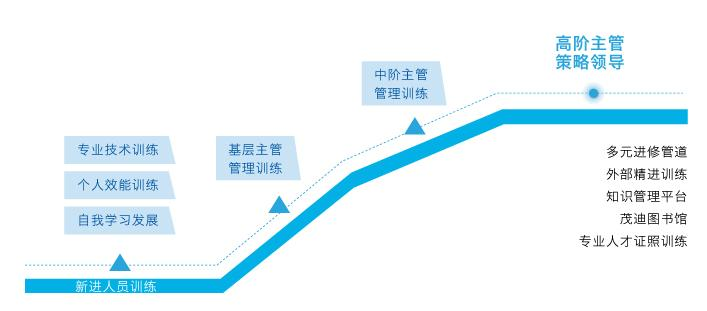 高阶主管
策略领导
中阶主管
管理训练
基层主管
管理训练
专业技术训练
个人效能训练
自我学习发展
新进人员训练
多元进修管道
外部精进训练
知识管理平台
茂迪图书馆
专业人才证照训练